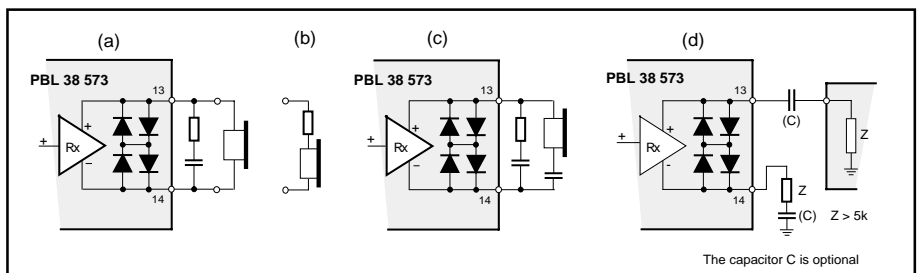 (a)
PBL 38 573
13
+
+
Rx
−
14
(b)
(c)
PBL 38 573
13
+
+
Rx
−
14
(d)
PBL 38 573
13
+
+
Rx
-
14
(C)
Z
Z
(C)
Z > 5k
The capacitor C is optional